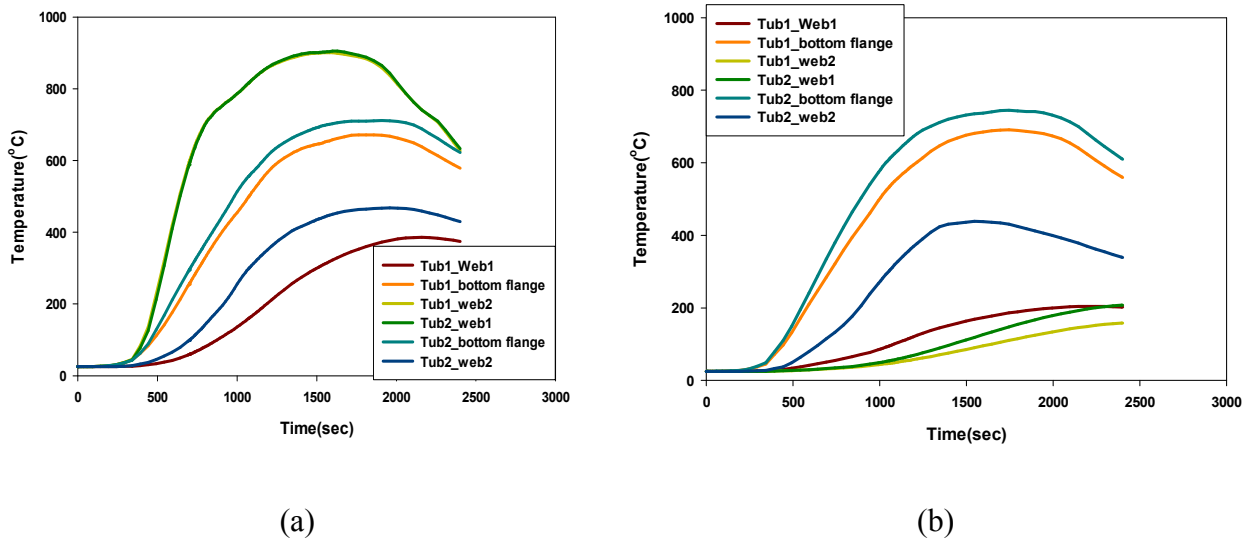 1000
800
600
400
200
0
Temperature(°C)
0 500 1000 1500 2000 2500 3000
Time(sec)
Tub1_Web1
Tub1_bottom flange
Tub1_web2
Tub2_web1
Tub2_bottom flange
Tub2_web2
(a)
1000
800
600
400
200
0
Temperature(°C)
0 500 1000 1500 2000 2500 3000
Time(sec)
Tub1_Web1
Tub1_bottom flange
Tub1_web2
Tub2_web1
Tub2_bottom flange
Tub2_web2
(b)